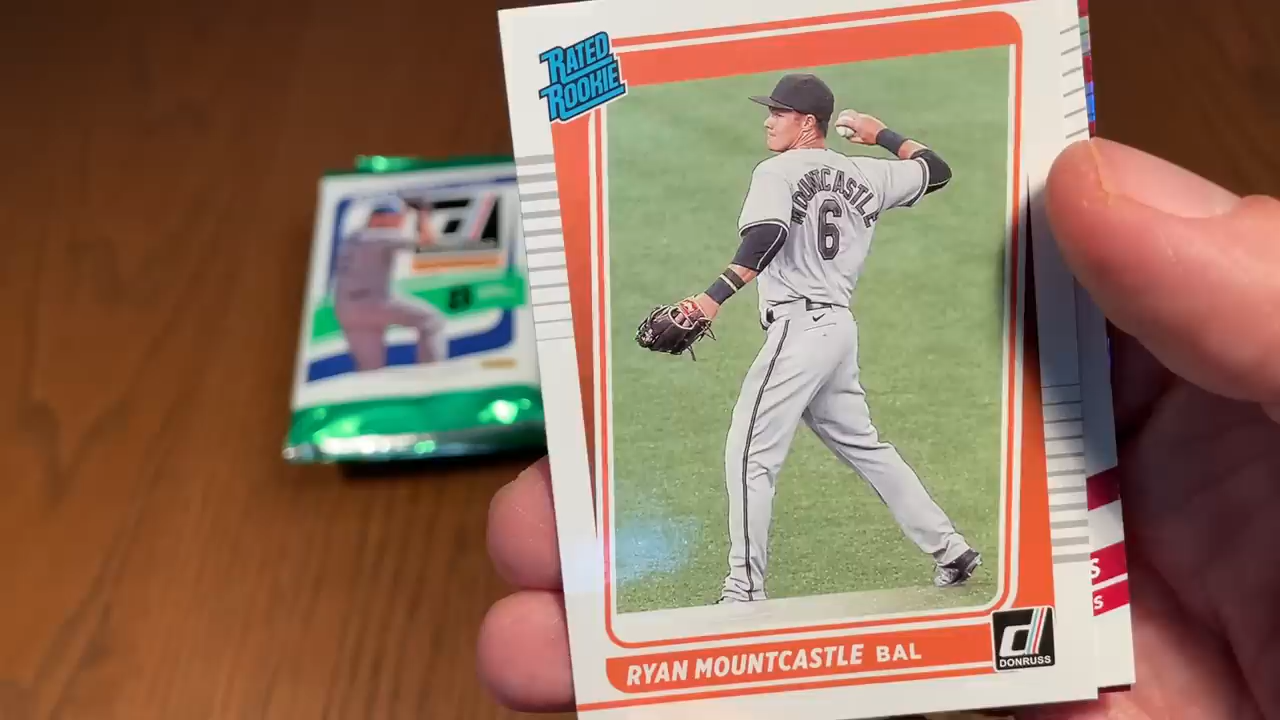 RATED
ROOKIE
MOUNTCASTLE
6
RYAN MOUNTCASTLE BAL
DONRUSS
S
s